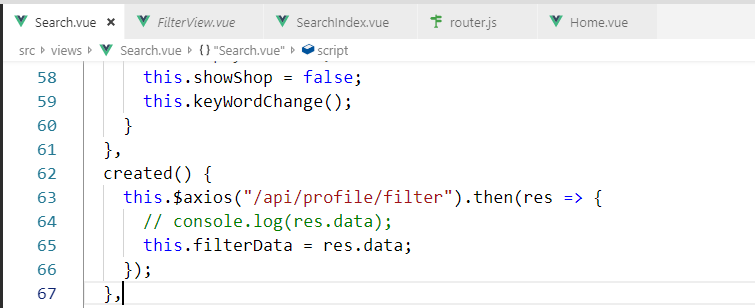 Search.vue FilterView.vue SearchIndex.vue router.js Home.vue
src views Search.vue {} "Search.vue" script
58 this.showShop = false;
59 this.keyWordChange();
60 }
61 },
62 created() {
63 this.$axios("/api/profile/filter").then(res => {
64 // console.log(res.data);
65 this.filterData = res.data;
66 });
67 },